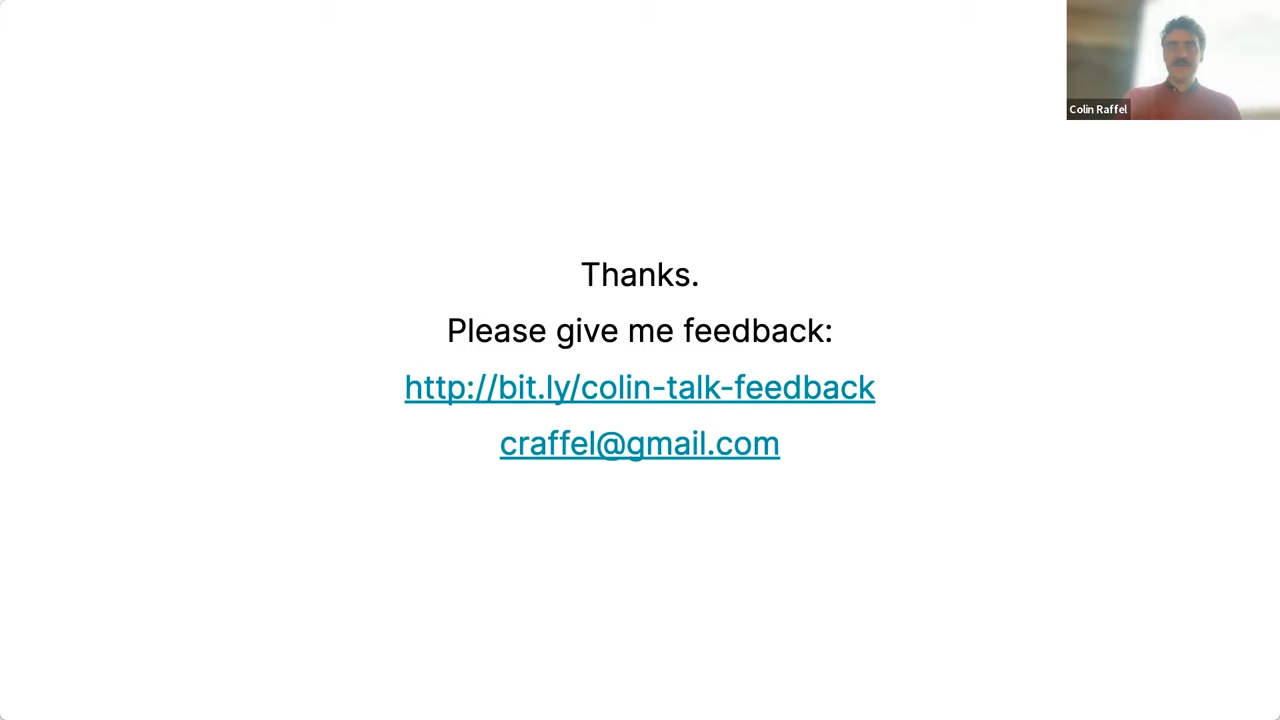 Colin Raffel
Thanks.
Please give me feedback:
http://bit.ly/colin-talk-feedback
craffel@gmail.com